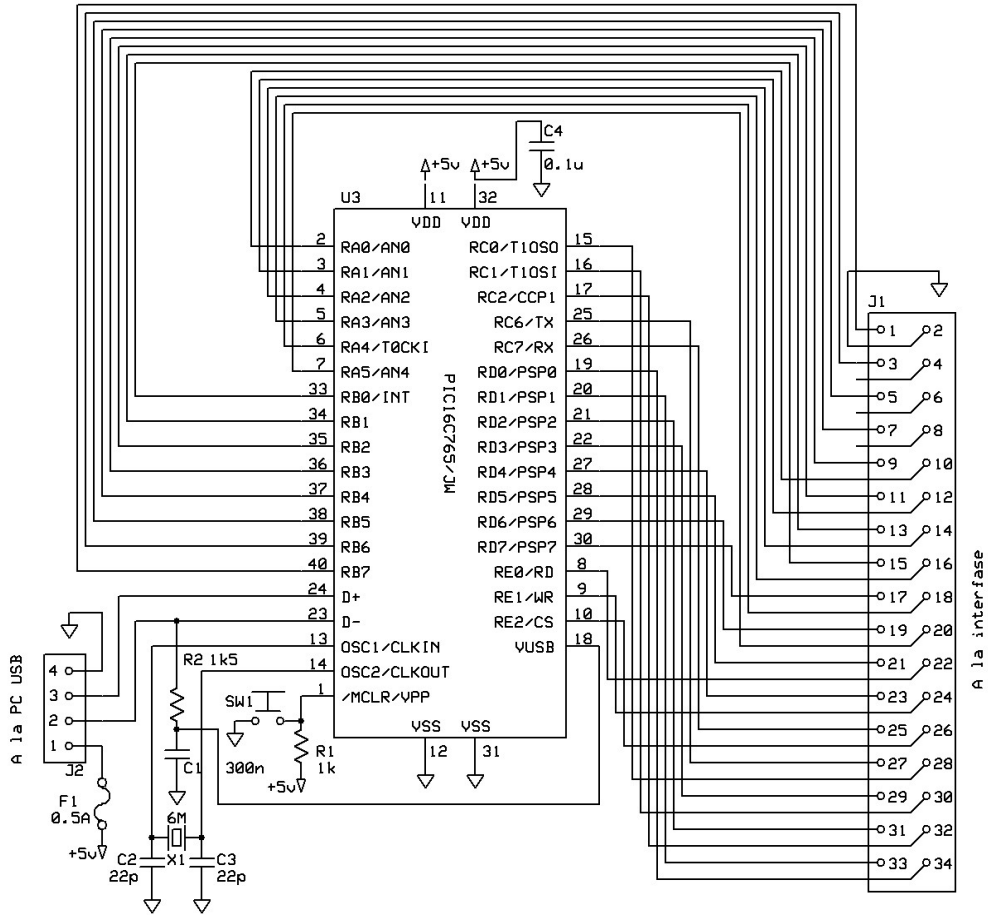 C4
0.1u
+5v
+5v
U3
11
32
VDD
VDD
2 RA0/AN0
3 RA1/AN1
4 RA2/AN2
5 RA3/AN3
6 RA4/T0CKI
7 RA5/AN4
33 RB0/INT
34 RB1
35 RB2
36 RB3
37 RB4
38 RB5
39 RB6
40 RB7
24 D+
23 D-
13 OSC1/CLKIN
14 OSC2/CLKOUT
1 /MCLR/VPP
PIC16C765/JW
RC0/T1OSO 15
RC1/T1OSI 16
RC2/CCP1 17
RC6/TX 25
RC7/RX 26
RD0/PSP0 19
RD1/PSP1 20
RD2/PSP2 21
RD3/PSP3 22
RD4/PSP4 27
RD5/PSP5 28
RD6/PSP6 29
RD7/PSP7 30
RE0/RD 8
RE1/WR 9
RE2/CS 10
VUSB 18
VSS
VSS
12
31
J1
1 2
3 4
5 6
7 8
9 10
11 12
13 14
15 16
17 18
19 20
21 22
23 24
25 26
27 28
29 30
31 32
33 34
A la interfase
A la PC USB
4
3
2
1
J2
F1
0.5A
+5v
R2 1k5
C1
300n
SW1
R1
1k
+5v
6M
X1
C2
22p
C3
22p